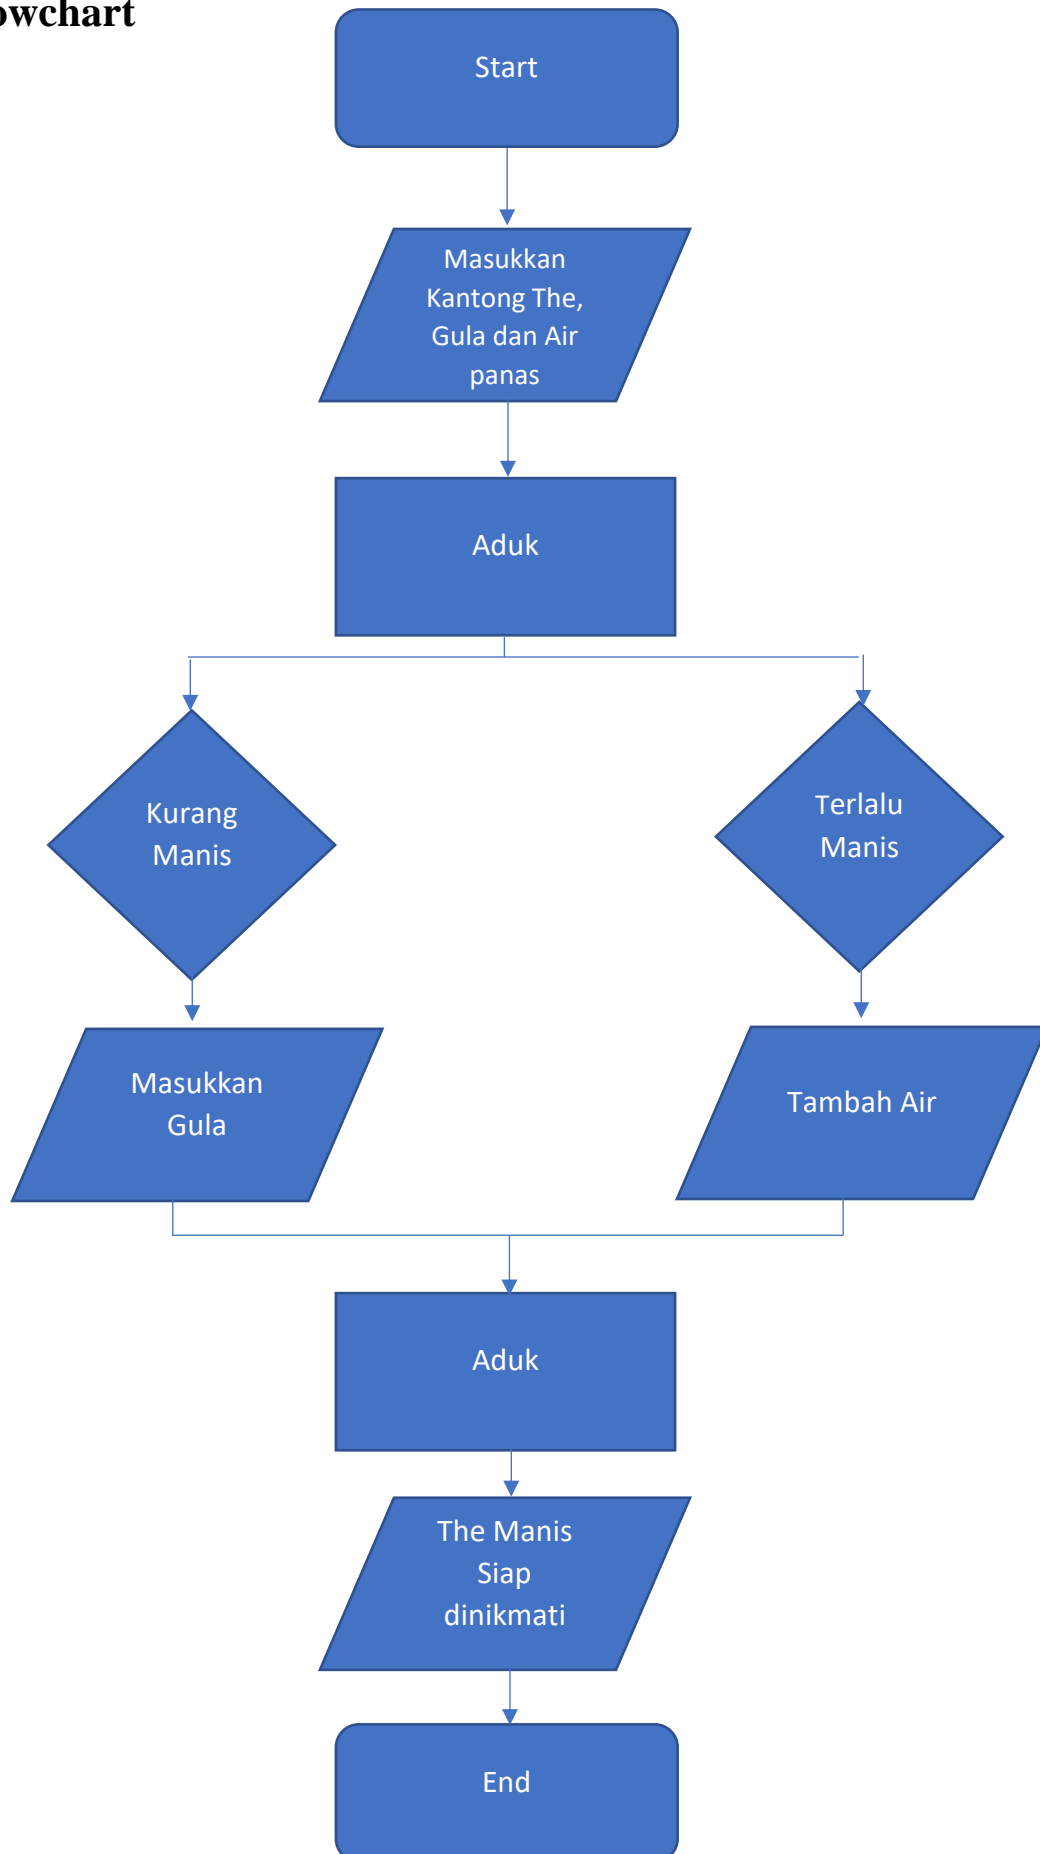 owchart
Start
Masukkan
Kantong The,
Gula dan Air
panas
Aduk
Kurang
Manis
Terlalu
Manis
Masukkan
Gula
Tambah Air
Aduk
The Manis
Siap
dinikmati
End